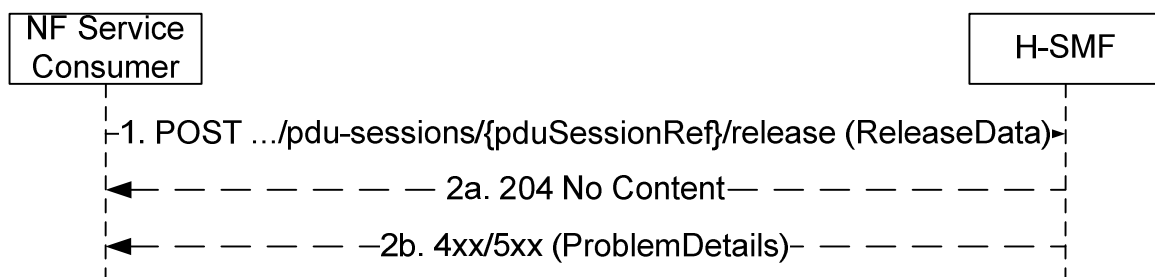 NF Service
Consumer
H-SMF
1. POST .../pdu-sessions/{pduSessionRef}/release (ReleaseData)
2a. 204 No Content
2b. 4xx/5xx (ProblemDetails)